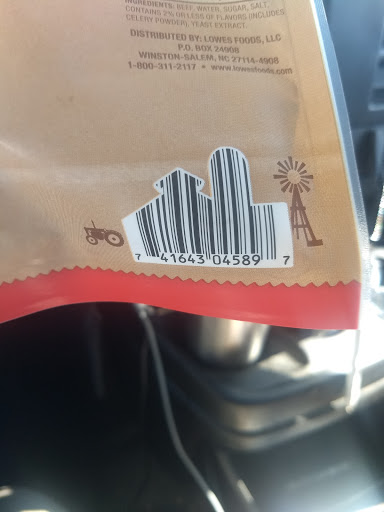 INGREDIENTS: BEEF, WATER, SUGAR, SALT,
CONTAINS 2% OR LESS OF FLAVORS (INCLUDES
CELERY POWDER), YEAST EXTRACT.
DISTRIBUTED BY: LOWES FOODS, LLC
P.O. BOX 24908
WINSTON-SALEM, NC 27114-4908
1-800-311-2117 • www.lowesfoods.com
7 41643 04589 7